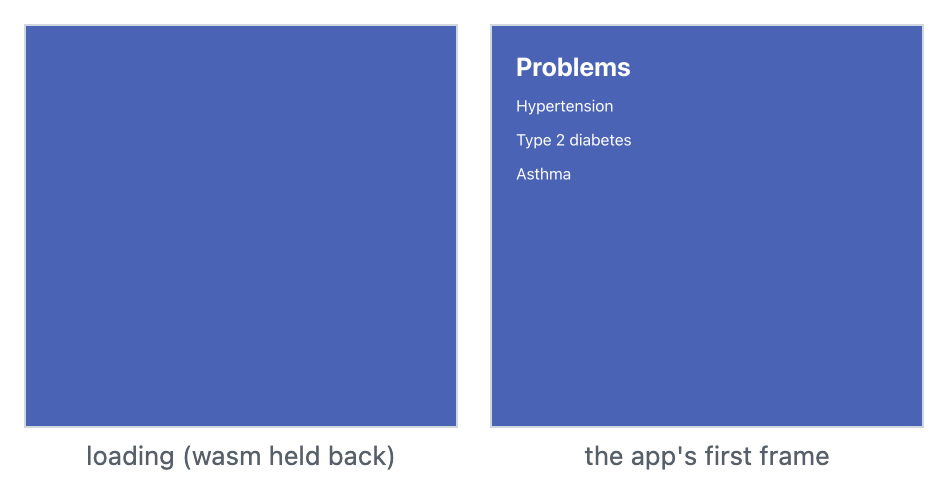 Problems
Hypertension
Type 2 diabetes
Asthma
loading (wasm held back)
the app's first frame